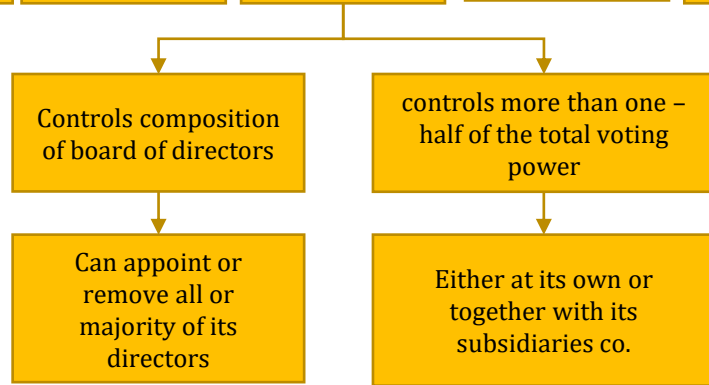 Controls composition
of board of directors
controls more than one –
half of the total voting
power
Can appoint or
remove all or
majority of its
directors
Either at its own or
together with its
subsidiaries co.